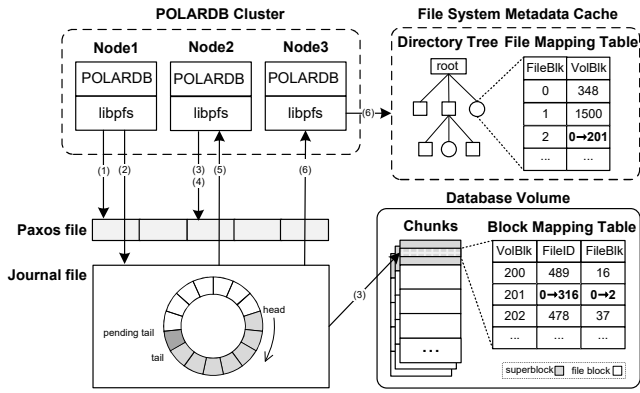 POLARDB Cluster
File System Metadata Cache
Node1 Node2 Node3
Directory Tree File Mapping Table
POLARDB POLARDB POLARDB
libpfs libpfs libpfs
root
FileBlk VolBlk
0 348
1 1500
2 0→201
... ...
(6)
(1) (2) (3) (4) (5) (6)
Paxos file
Journal file
head
pending tail
tail
(3)
Database Volume
Chunks
Block Mapping Table
VolBlk FileID FileBlk
200 489 16
201 0→316 0→2
202 478 37
... ... ...
...
superblock file block